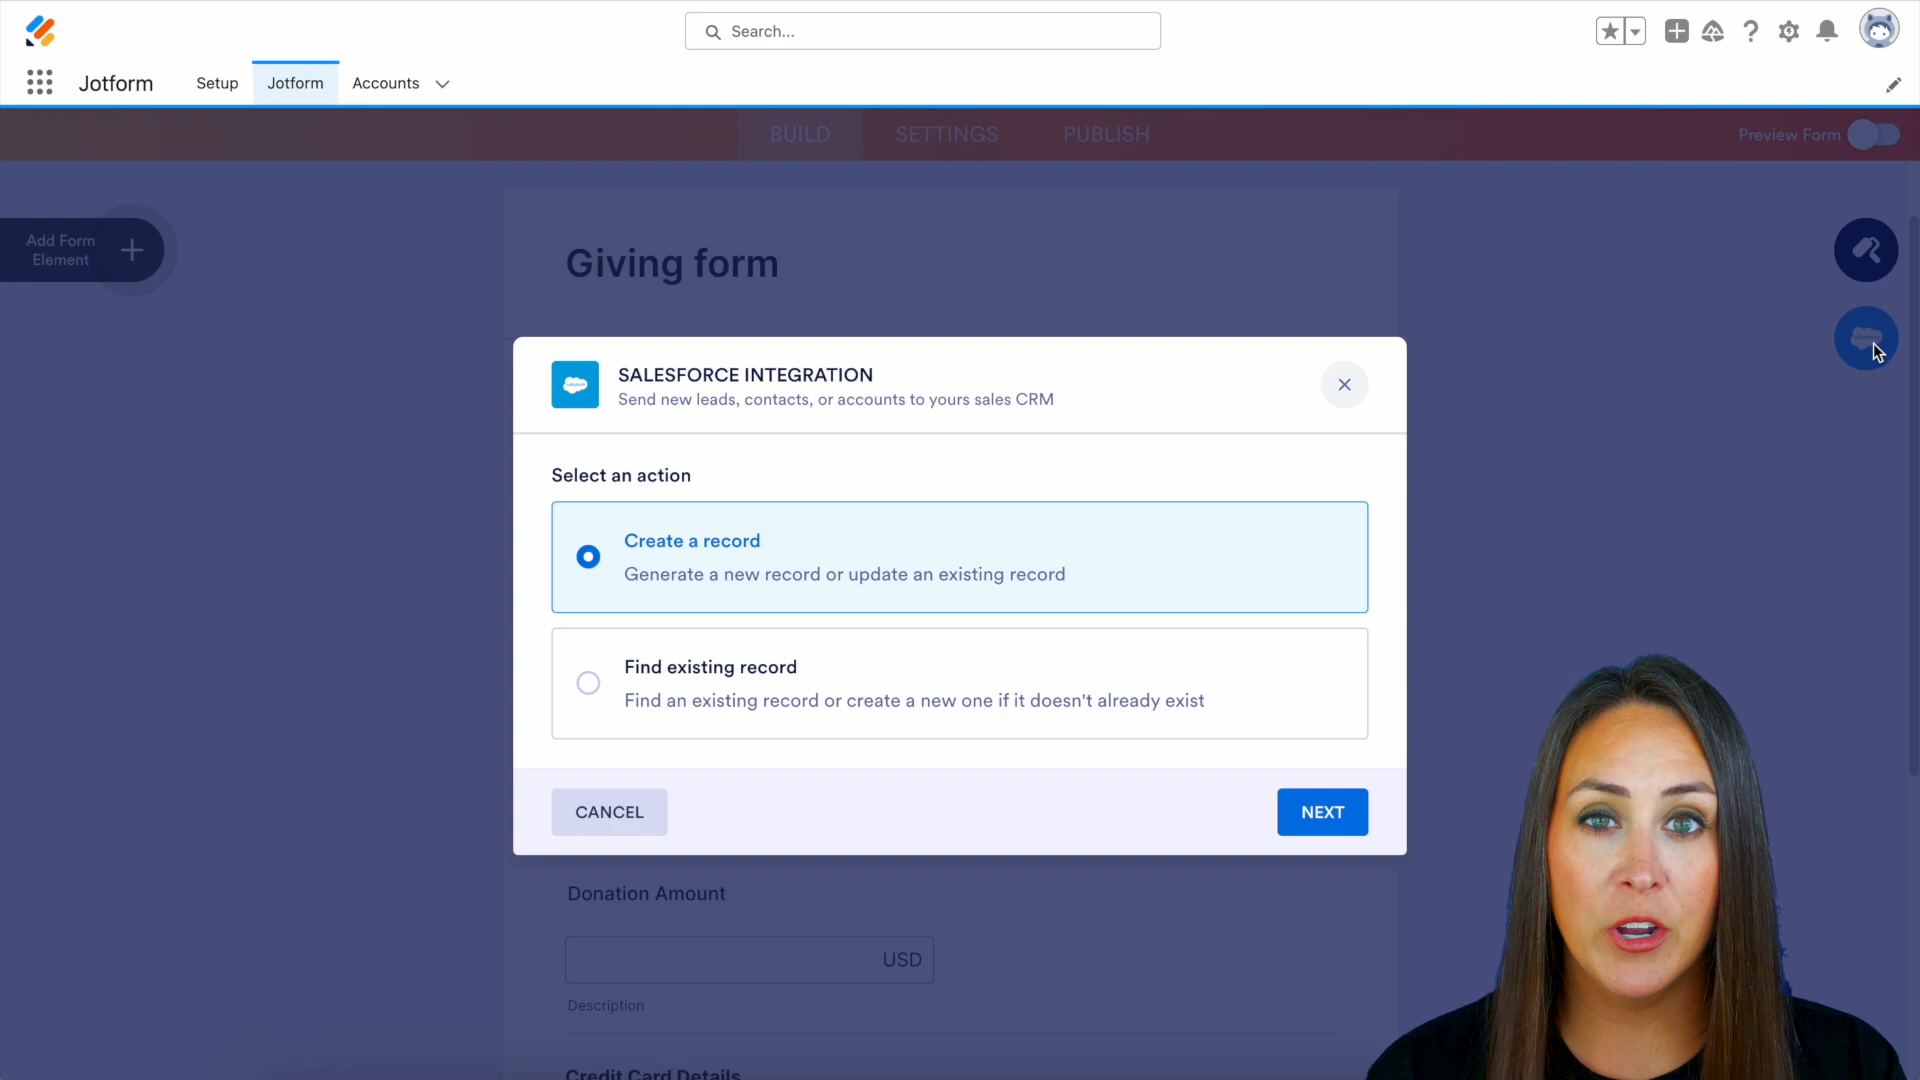 Search...
Jotform
Setup
Jotform
Accounts
BUILD
SETTINGS
PUBLISH
Preview Form
Add Form
Element
Giving form
SALESFORCE INTEGRATION
Send new leads, contacts, or accounts to yours sales CRM
Select an action
Create a record
Generate a new record or update an existing record
Find existing record
Find an existing record or create a new one if it doesn't already exist
CANCEL
NEXT
Donation Amount
USD
Description
Credit Card Details